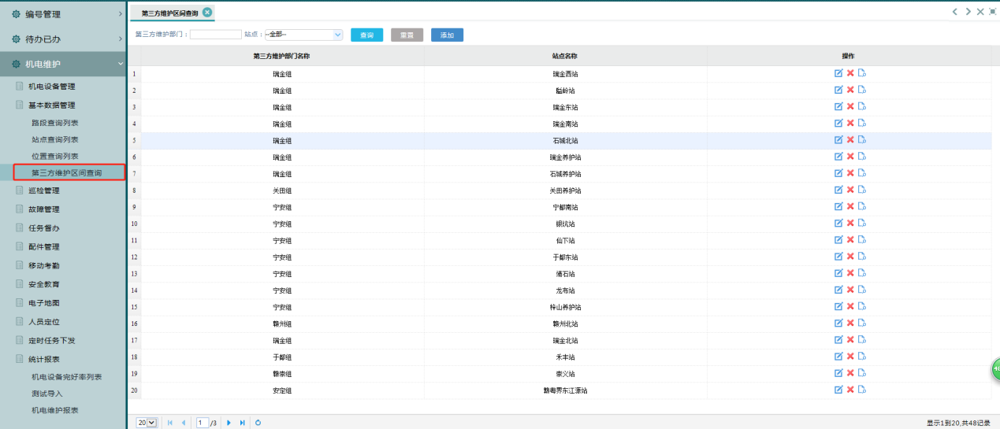 编号管理
待办已办
机电维护
机电设备管理
基本数据管理
路段查询列表
站点查询列表
位置查询列表
第三方维护区间查询
巡检管理
故障管理
任务督办
配件管理
移动考勤
安全教育
电子地图
人员定位
定时任务下发
统计报表
机电设备完好率列表
测试导入
机电维护报表
第三方维护区间查询
第三方维护部门： 站点： --全部-- 查询 重置 添加
第三方维护部门名称 站点名称 操作
1 瑞金组 瑞金西站
2 瑞金组 隘岭站
3 瑞金组 瑞金东站
4 瑞金组 瑞金南站
5 瑞金组 石城北站
6 瑞金组 瑞金养护站
7 瑞金组 石城养护站
8 关田组 关田养护站
9 宁安组 宁都南站
10 宁安组 银坑站
11 宁安组 仙下站
12 宁安组 于都东站
13 宁安组 靖石站
14 宁安组 龙布站
15 宁安组 梓山养护站
16 赣州组 赣州北站
17 瑞金组 瑞金北站
18 于都组 禾丰站
19 赣崇组 崇义站
20 安定组 赣粤界东江源站
20 1 /3 显示1到20,共48记录